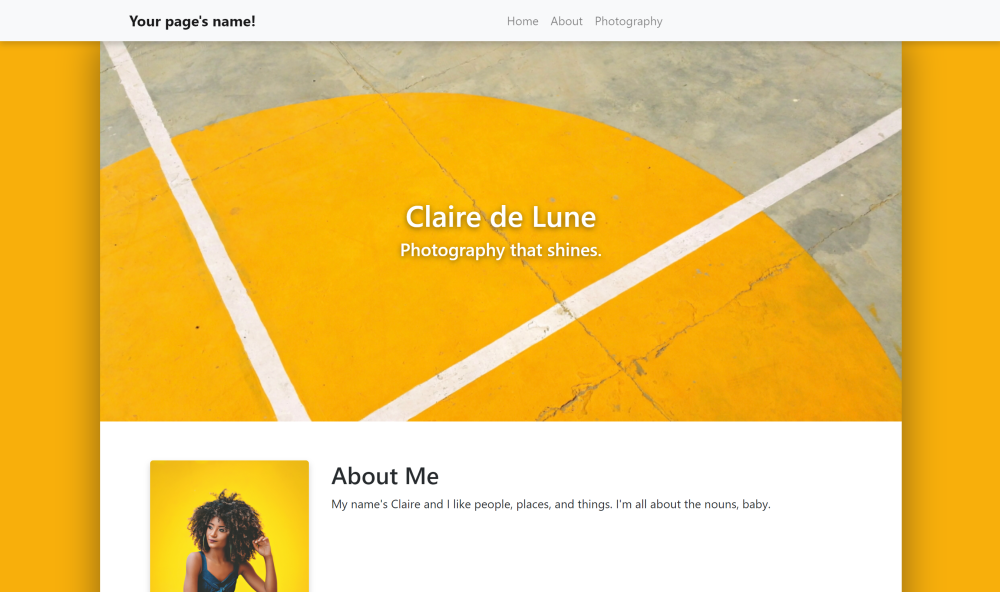 Your page's name!
Home About Photography
Claire de Lune
Photography that shines.
About Me
My name's Claire and I like people, places, and things. I'm all about the nouns, baby.